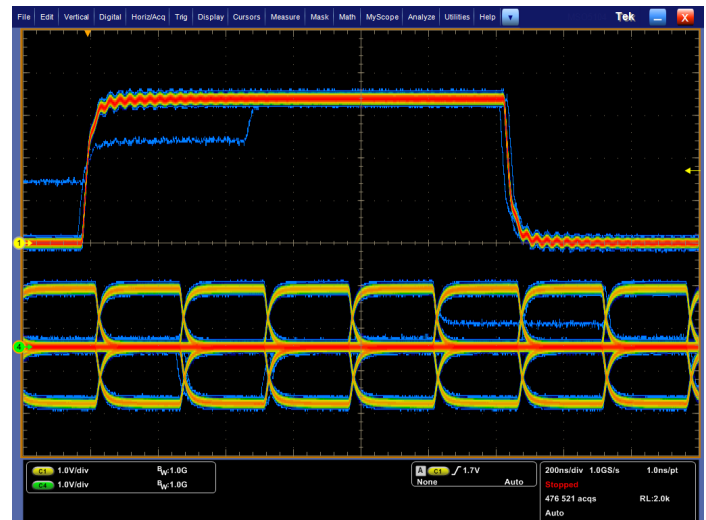 File Edit Vertical Digital Horiz/Acq Trig Display Cursors Measure Mask Math MyScope Analyze Utilities Help Tek X
1
4
C1 1.0V/div BW:1.0G
C4 1.0V/div BW:1.0G
A C1 1.7V
None Auto
200ns/div 1.0GS/s 1.0ns/pt
Stopped
476 521 acqs RL:2.0k
Auto